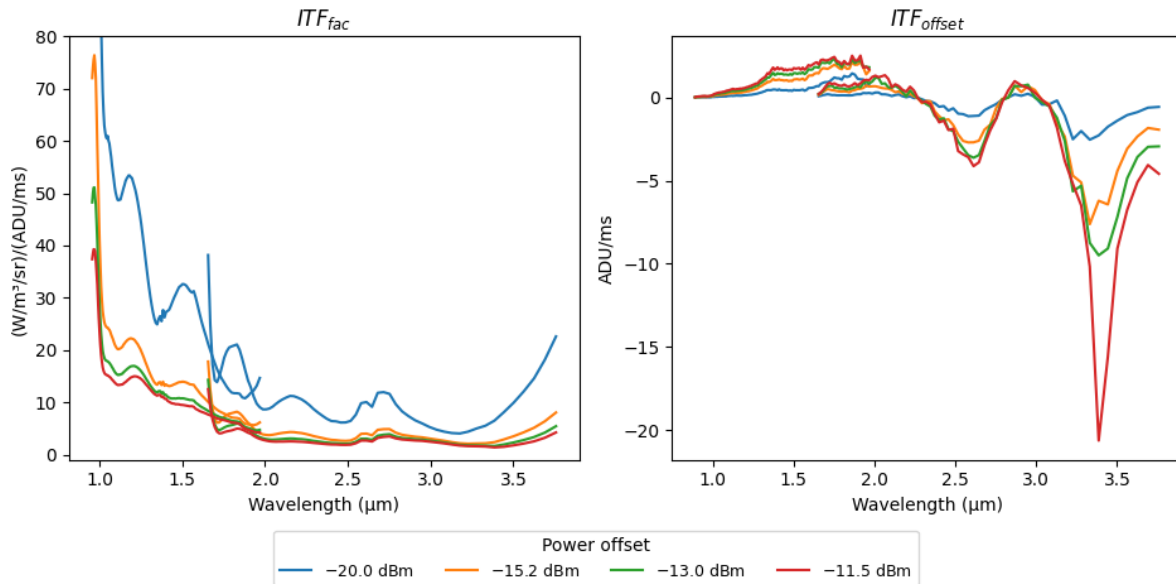 ITF_fac
ITF_offset
(W/m³/sr)/(ADU/ms)
80
70
60
50
40
30
20
10
0
1.0 1.5 2.0 2.5 3.0 3.5
Wavelength (µm)
ADU/ms
0
−5
−10
−15
−20
1.0 1.5 2.0 2.5 3.0 3.5
Wavelength (µm)
Power offset
−20.0 dBm −15.2 dBm −13.0 dBm −11.5 dBm